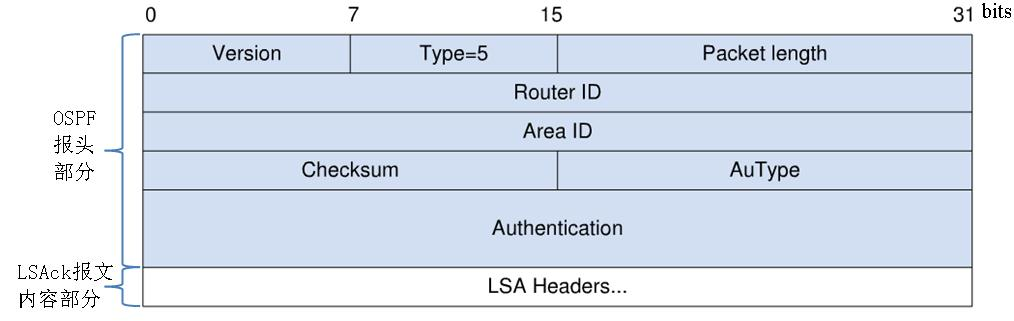 0 7 15 31 bits
Version Type=5 Packet length
Router ID
Area ID
Checksum AuType
Authentication
LSA Headers...
OSPF
报头
部分
LSAck报文
内容部分